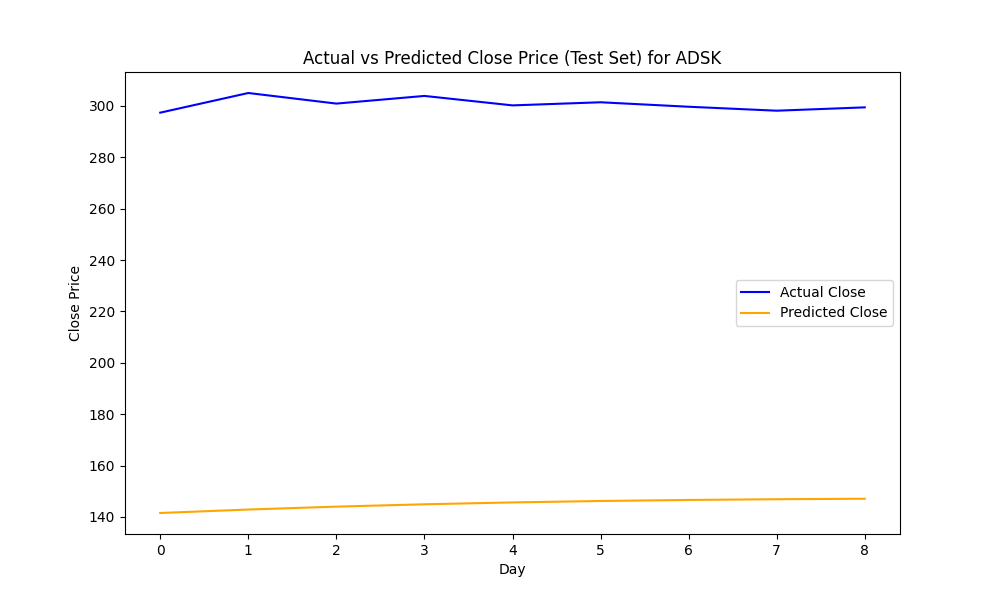 Actual vs Predicted Close Price (Test Set) for ADSK
Close Price
300
280
260
240
220
200
180
160
140
Actual Close
Predicted Close
0 1 2 3 4 5 6 7 8
Day